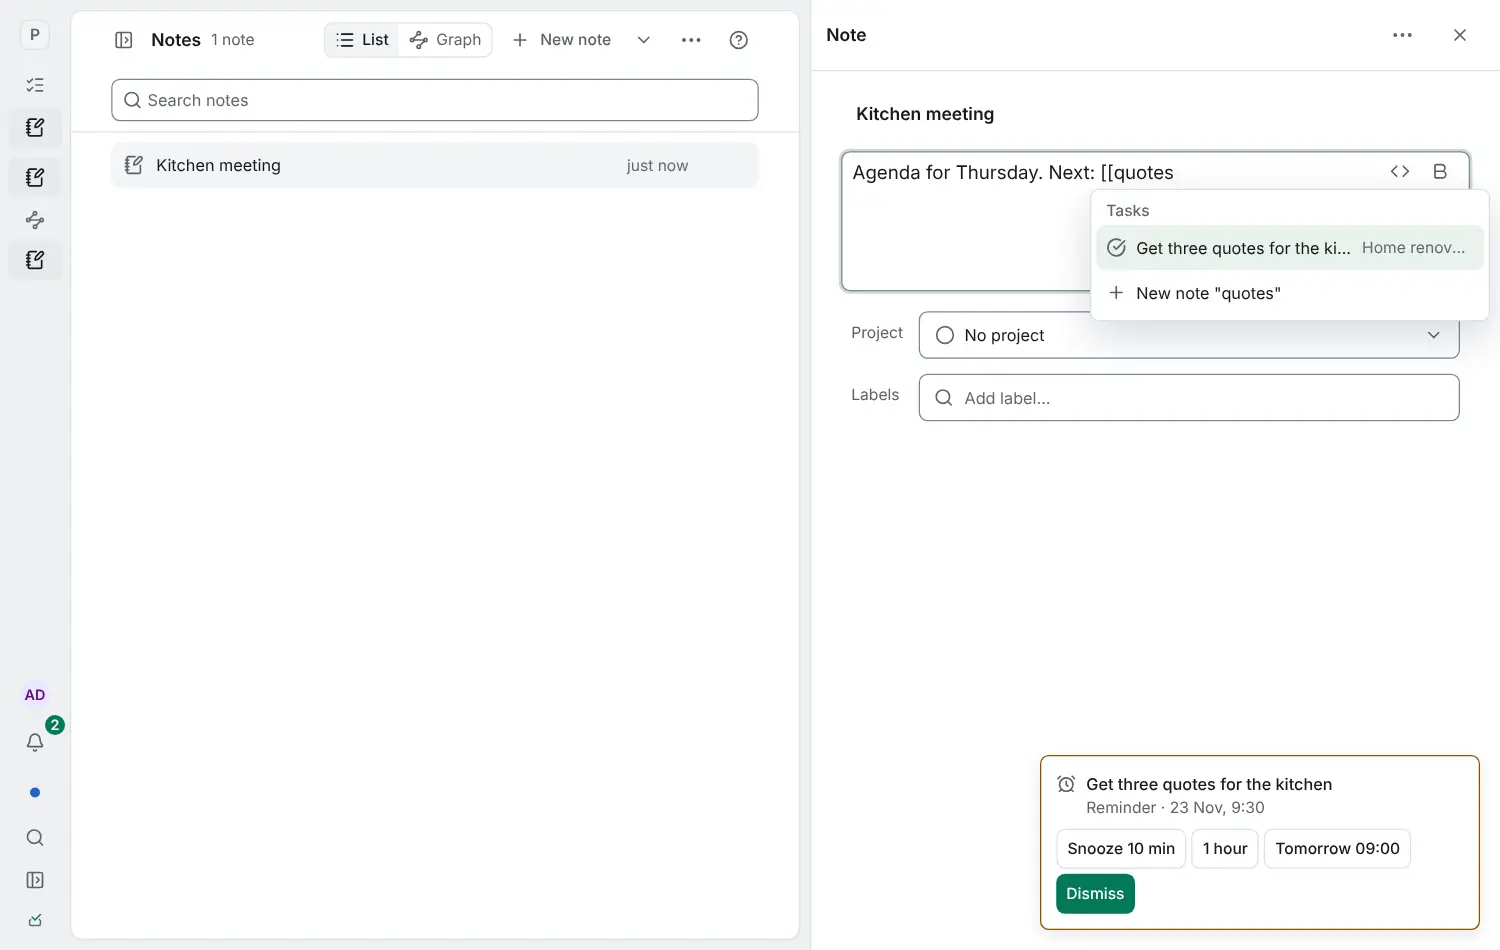 P
Notes 1 note
List
Graph
New note
Search notes
Kitchen meeting
just now
AD
2
Note
Kitchen meeting
Agenda for Thursday. Next: [[quotes
B
Tasks
Get three quotes for the ki... Home renov...
New note "quotes"
Project
No project
Labels
Add label...
Get three quotes for the kitchen
Reminder · 23 Nov, 9:30
Snooze 10 min
1 hour
Tomorrow 09:00
Dismiss